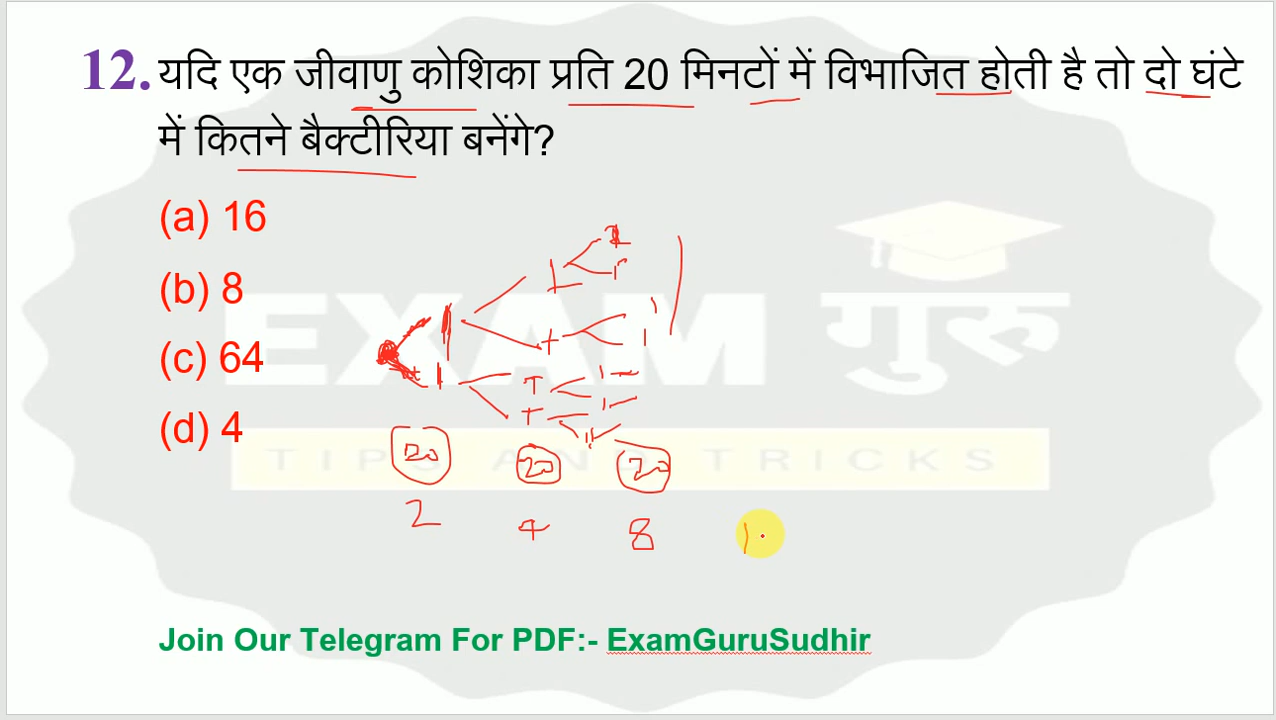 12. यदि एक जीवाणु कोशिका प्रति 20 मिनटों में विभाजित होती है तो दो घंटे
में कितने बैक्टीरिया बनेंगे?
(a) 16
(b) 8
(c) 64
(d) 4
EXAM गुरु
TIPS AND TRICKS
20 20 20
2 4 8
Join Our Telegram For PDF:- ExamGuruSudhir